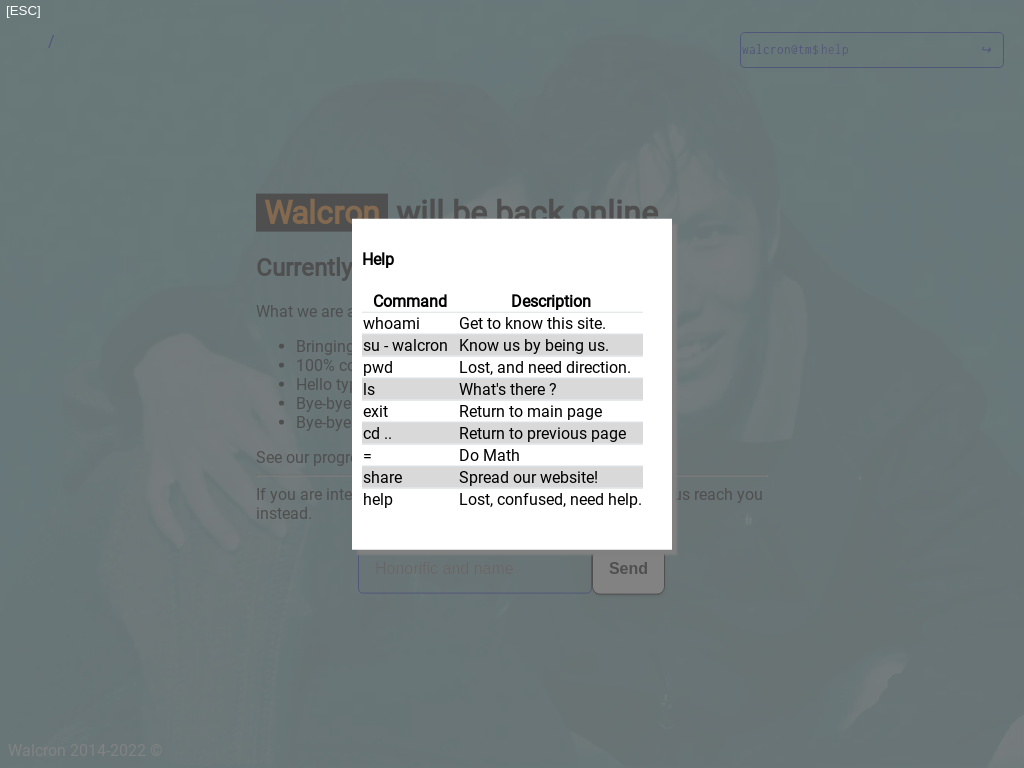 [ESC]
/
walcron@tm$ help ↪
Walcron will be back online
Currently
What we are a
Bringing
100% co
Hello typ
Bye-bye
Bye-bye
See our progre
If you are inte us reach you
instead.
Help
Command Description
whoami Get to know this site.
su - walcron Know us by being us.
pwd Lost, and need direction.
ls What's there ?
exit Return to main page
cd .. Return to previous page
= Do Math
share Spread our website!
help Lost, confused, need help.
Honorific and name Send
Walcron 2014-2022 ©